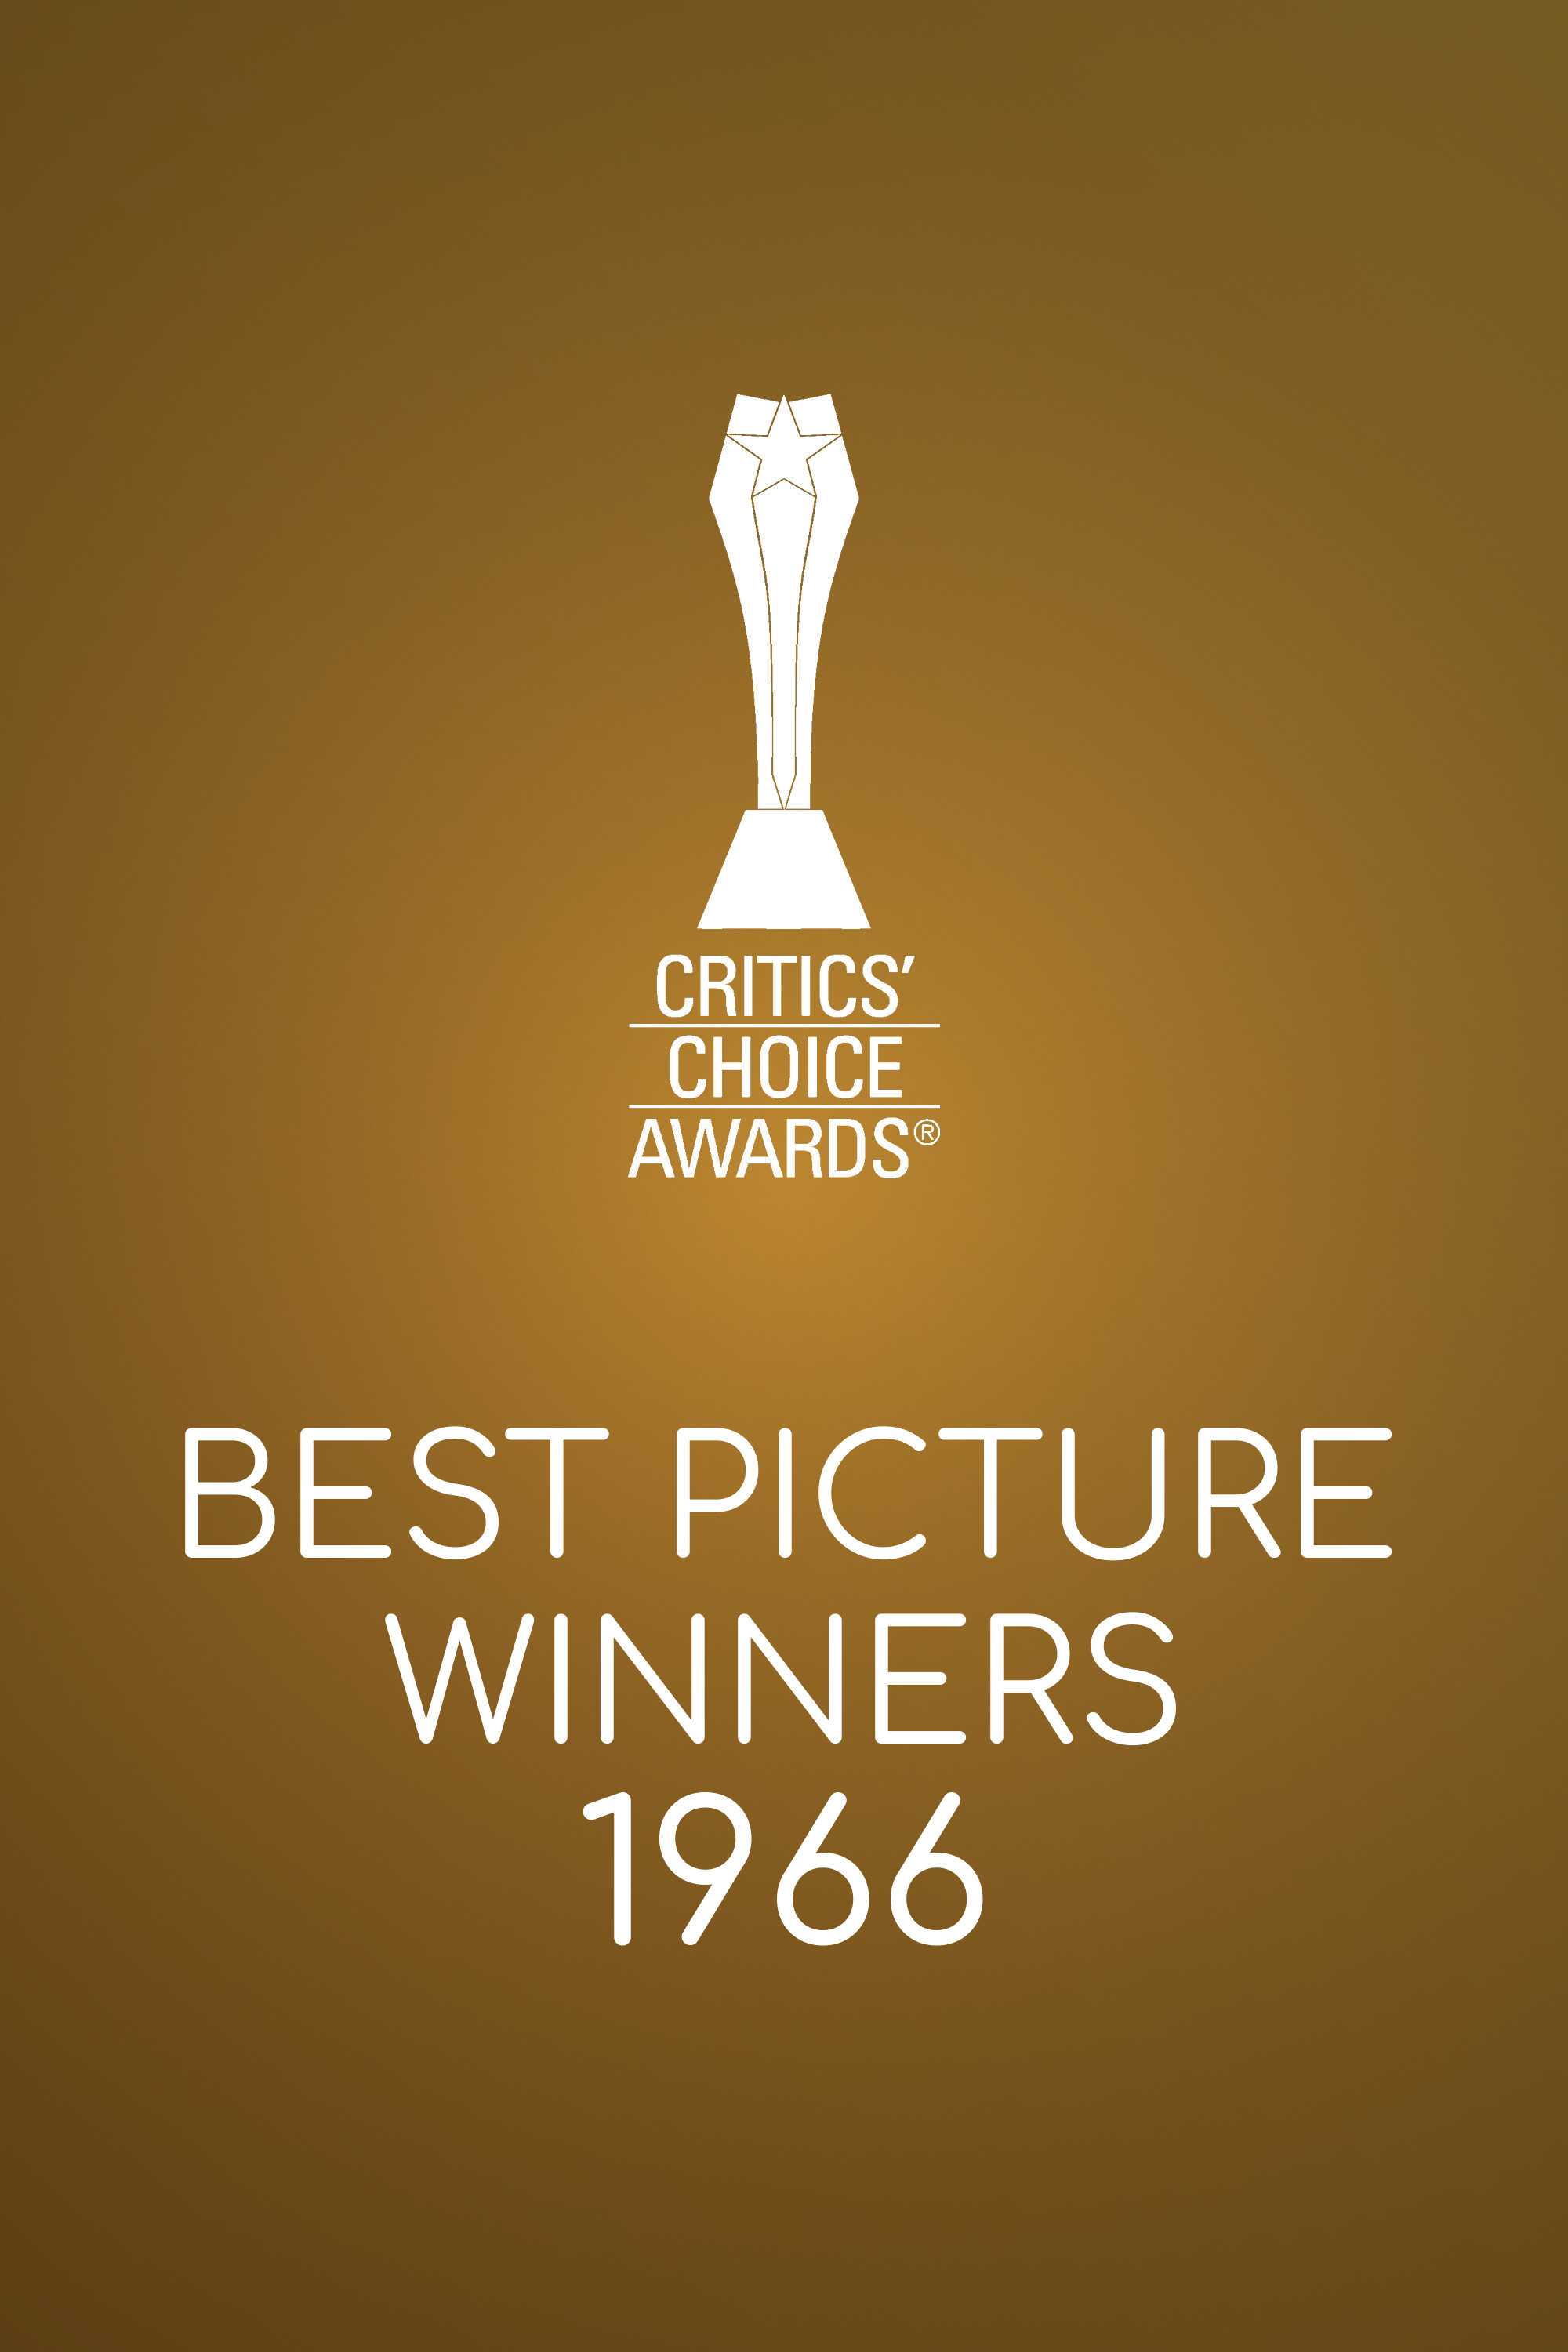 CRITICS'
CHOICE
AWARDS®
BEST PICTURE
WINNERS
1966